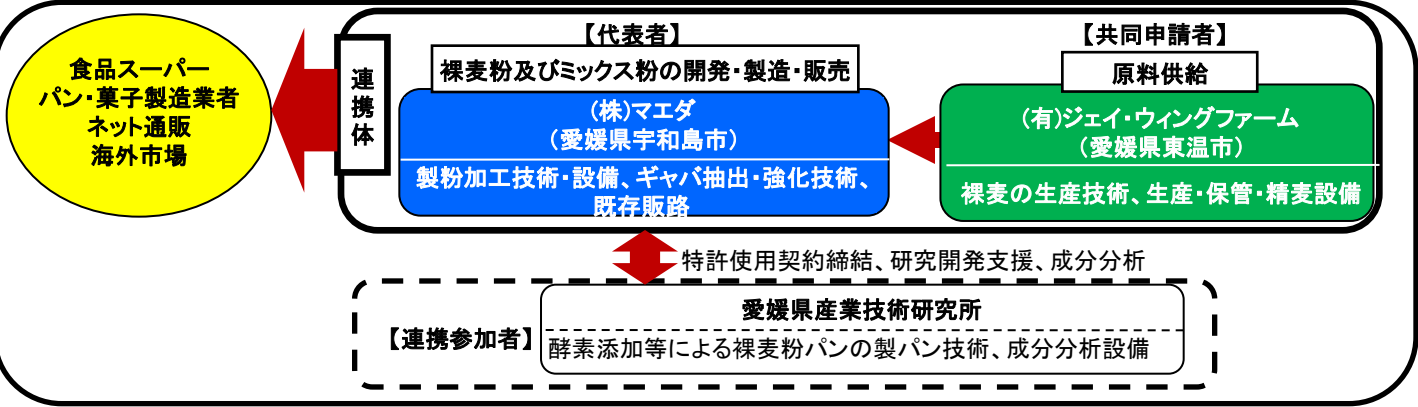 食品スーパー
パン・菓子製造業者
ネット通販
海外市場
連携体
【代表者】
裸麦粉及びミックス粉の開発・製造・販売
(株)マエダ
(愛媛県宇和島市)
製粉加工技術・設備、ギャバ抽出・強化技術、
既存販路
【共同申請者】
原料供給
(有)ジェイ・ウィングファーム
(愛媛県東温市)
裸麦の生産技術、生産・保管・精麦設備
特許使用契約締結、研究開発支援、成分分析
【連携参加者】
愛媛県産業技術研究所
酵素添加等による裸麦粉パンの製パン技術、成分分析設備